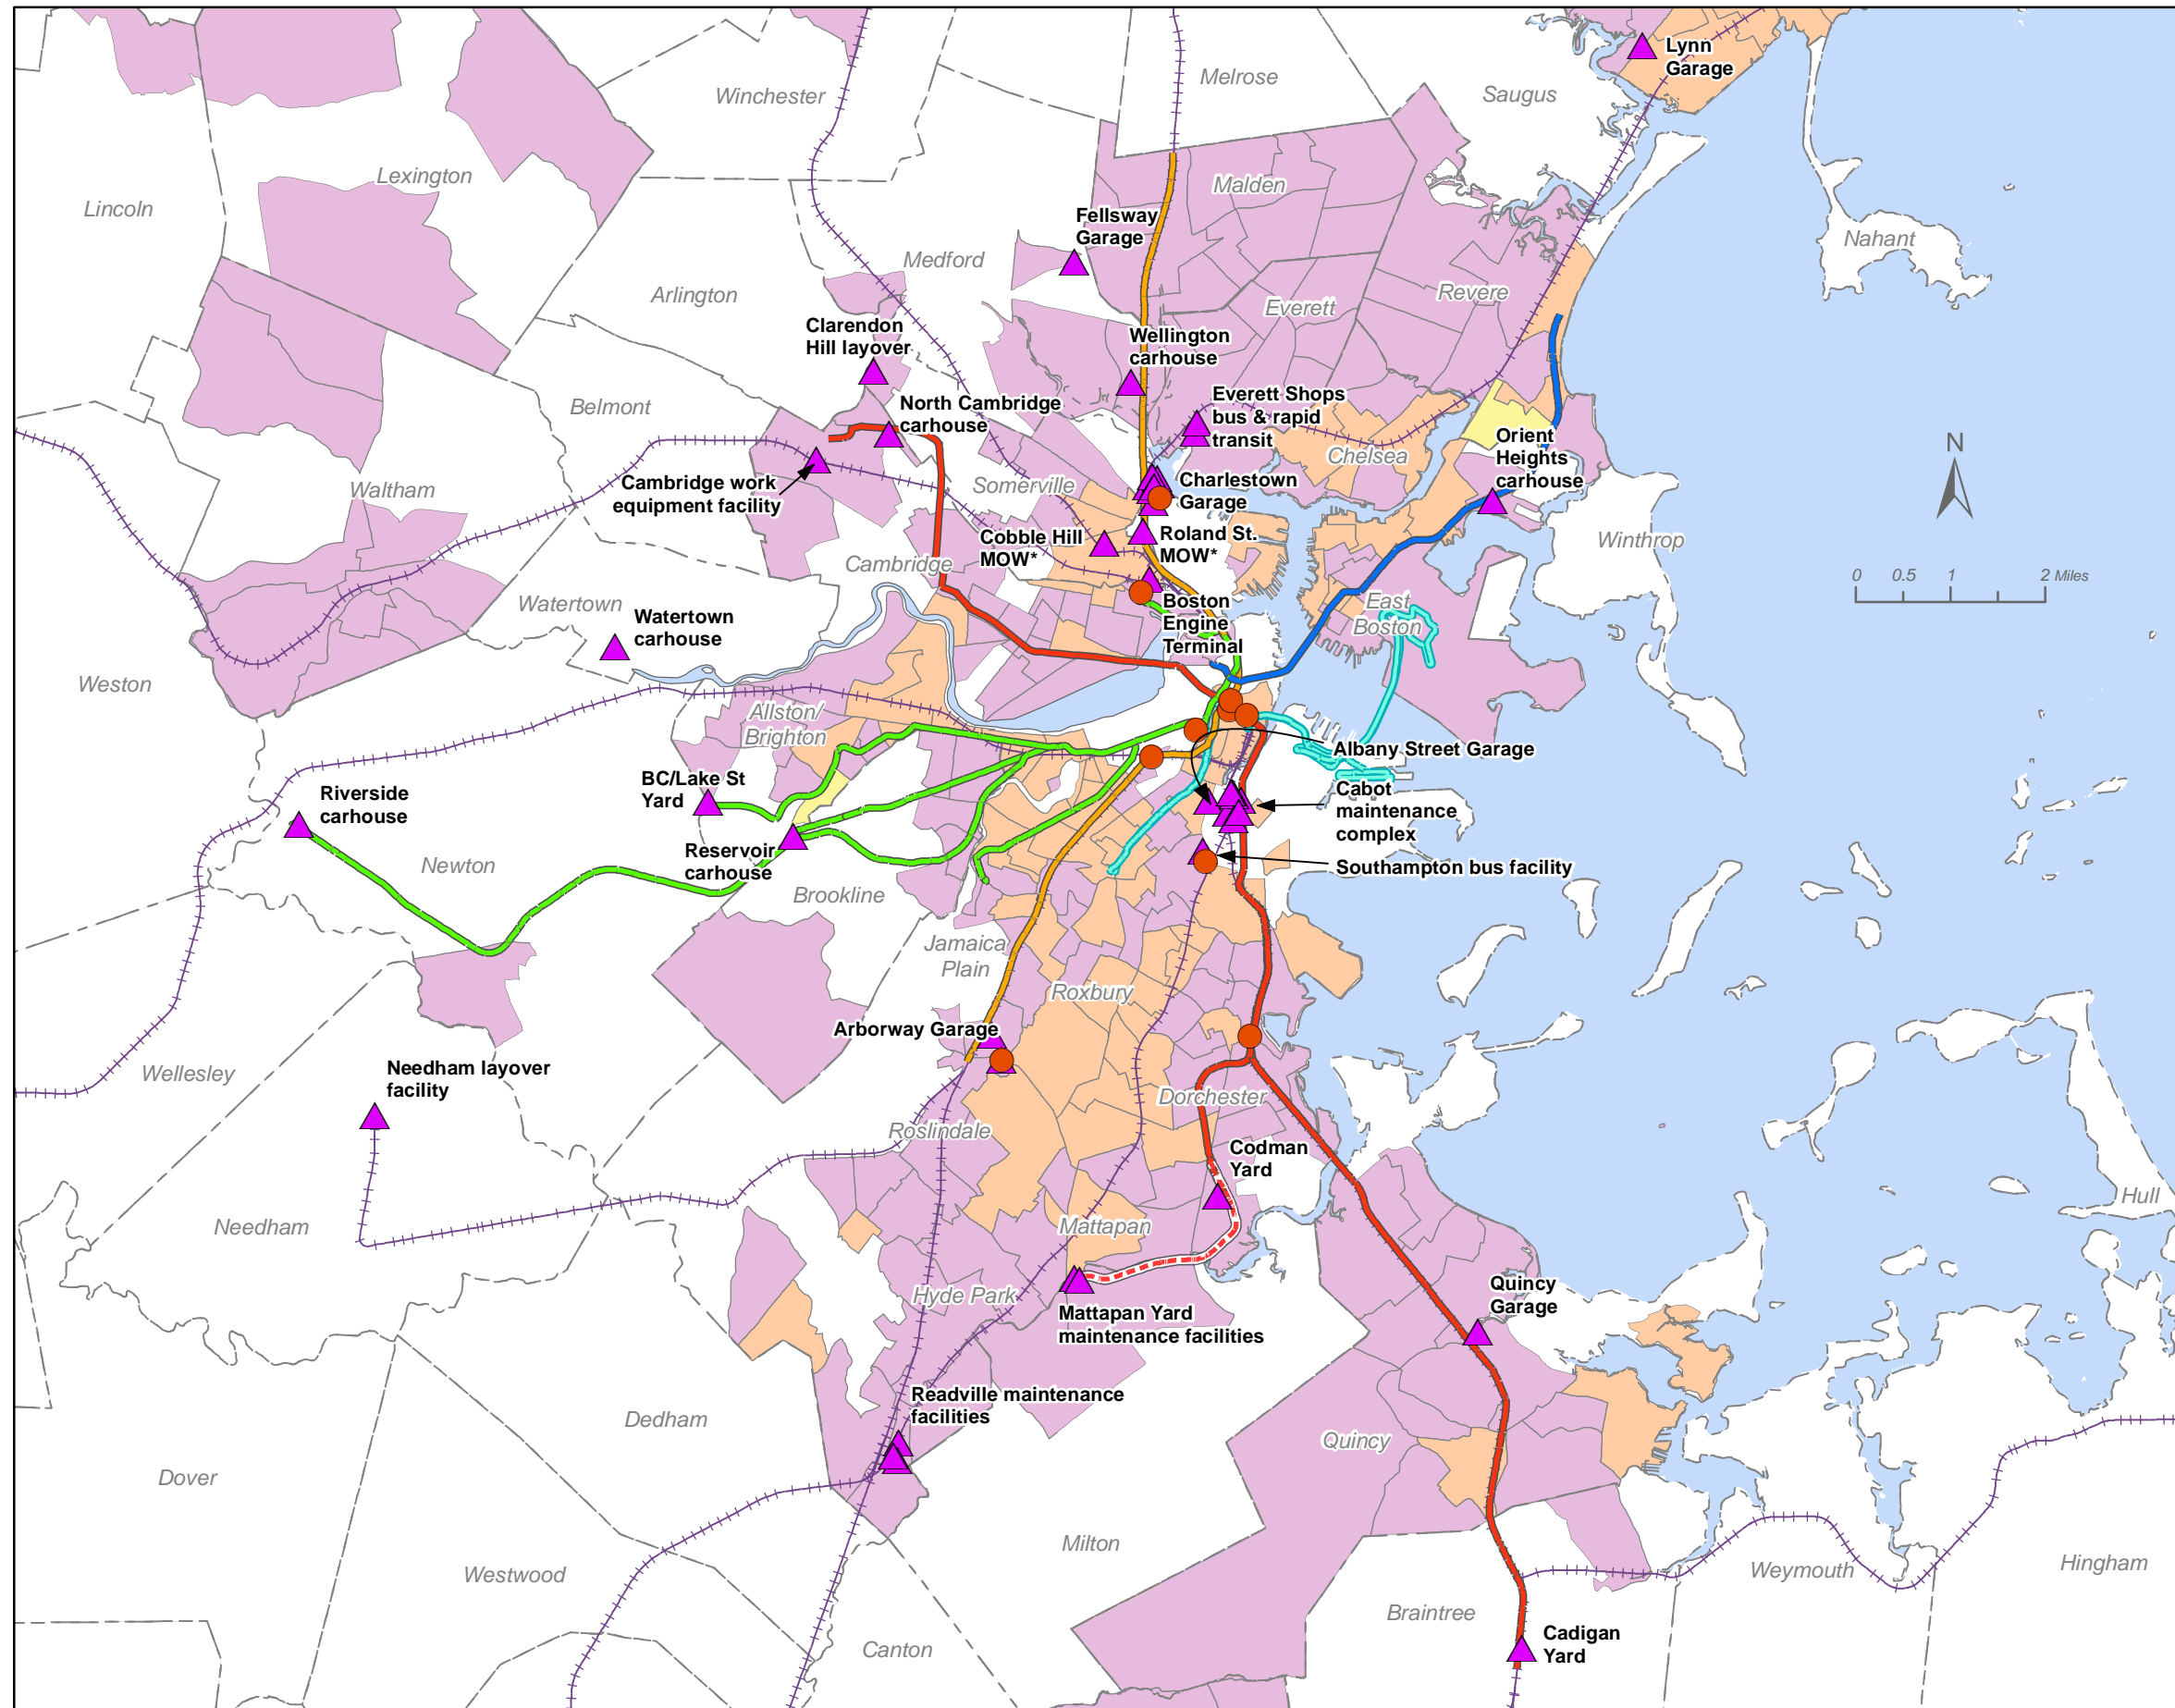 Lynn
Garage
Melrose
Saugus
Winchester
Lexington
Malden
Lincoln
Fellsway
Garage
Nahant
Medford
Arlington
Revere
Everett
Clarendon
Hill layover
Wellington
carhouse
Belmont
North Cambridge
carhouse
Everett Shops
bus & rapid
transit
Orient
Heights
carhouse
N
Chelsea
Cambridge work
equipment facility
Waltham
Somerville
Charlestown
Garage
Cobble Hill
MOW*
Roland St.
MOW*
Winthrop
Cambridge
0 0.5 1 2 Miles
Watertown
Watertown
carhouse
Boston
Engine
Terminal
East
Boston
Weston
Allston/
Brighton
Albany Street Garage
BC/Lake St
Yard
Riverside
carhouse
Cabot
maintenance
complex
Reservoir
carhouse
Newton
Southampton bus facility
Brookline
Jamaica
Plain
Roxbury
Arborway Garage
Needham layover
facility
Wellesley
Dorchester
Roslindale
Codman
Yard
Hull
Needham
Mattapan
Hyde Park
Quincy
Garage
Mattapan Yard
maintenance facilities
Readville maintenance
facilities
Dedham
Quincy
Dover
Milton
Westwood
Weymouth
Hingham
Braintree
Canton
Cadigan
Yard